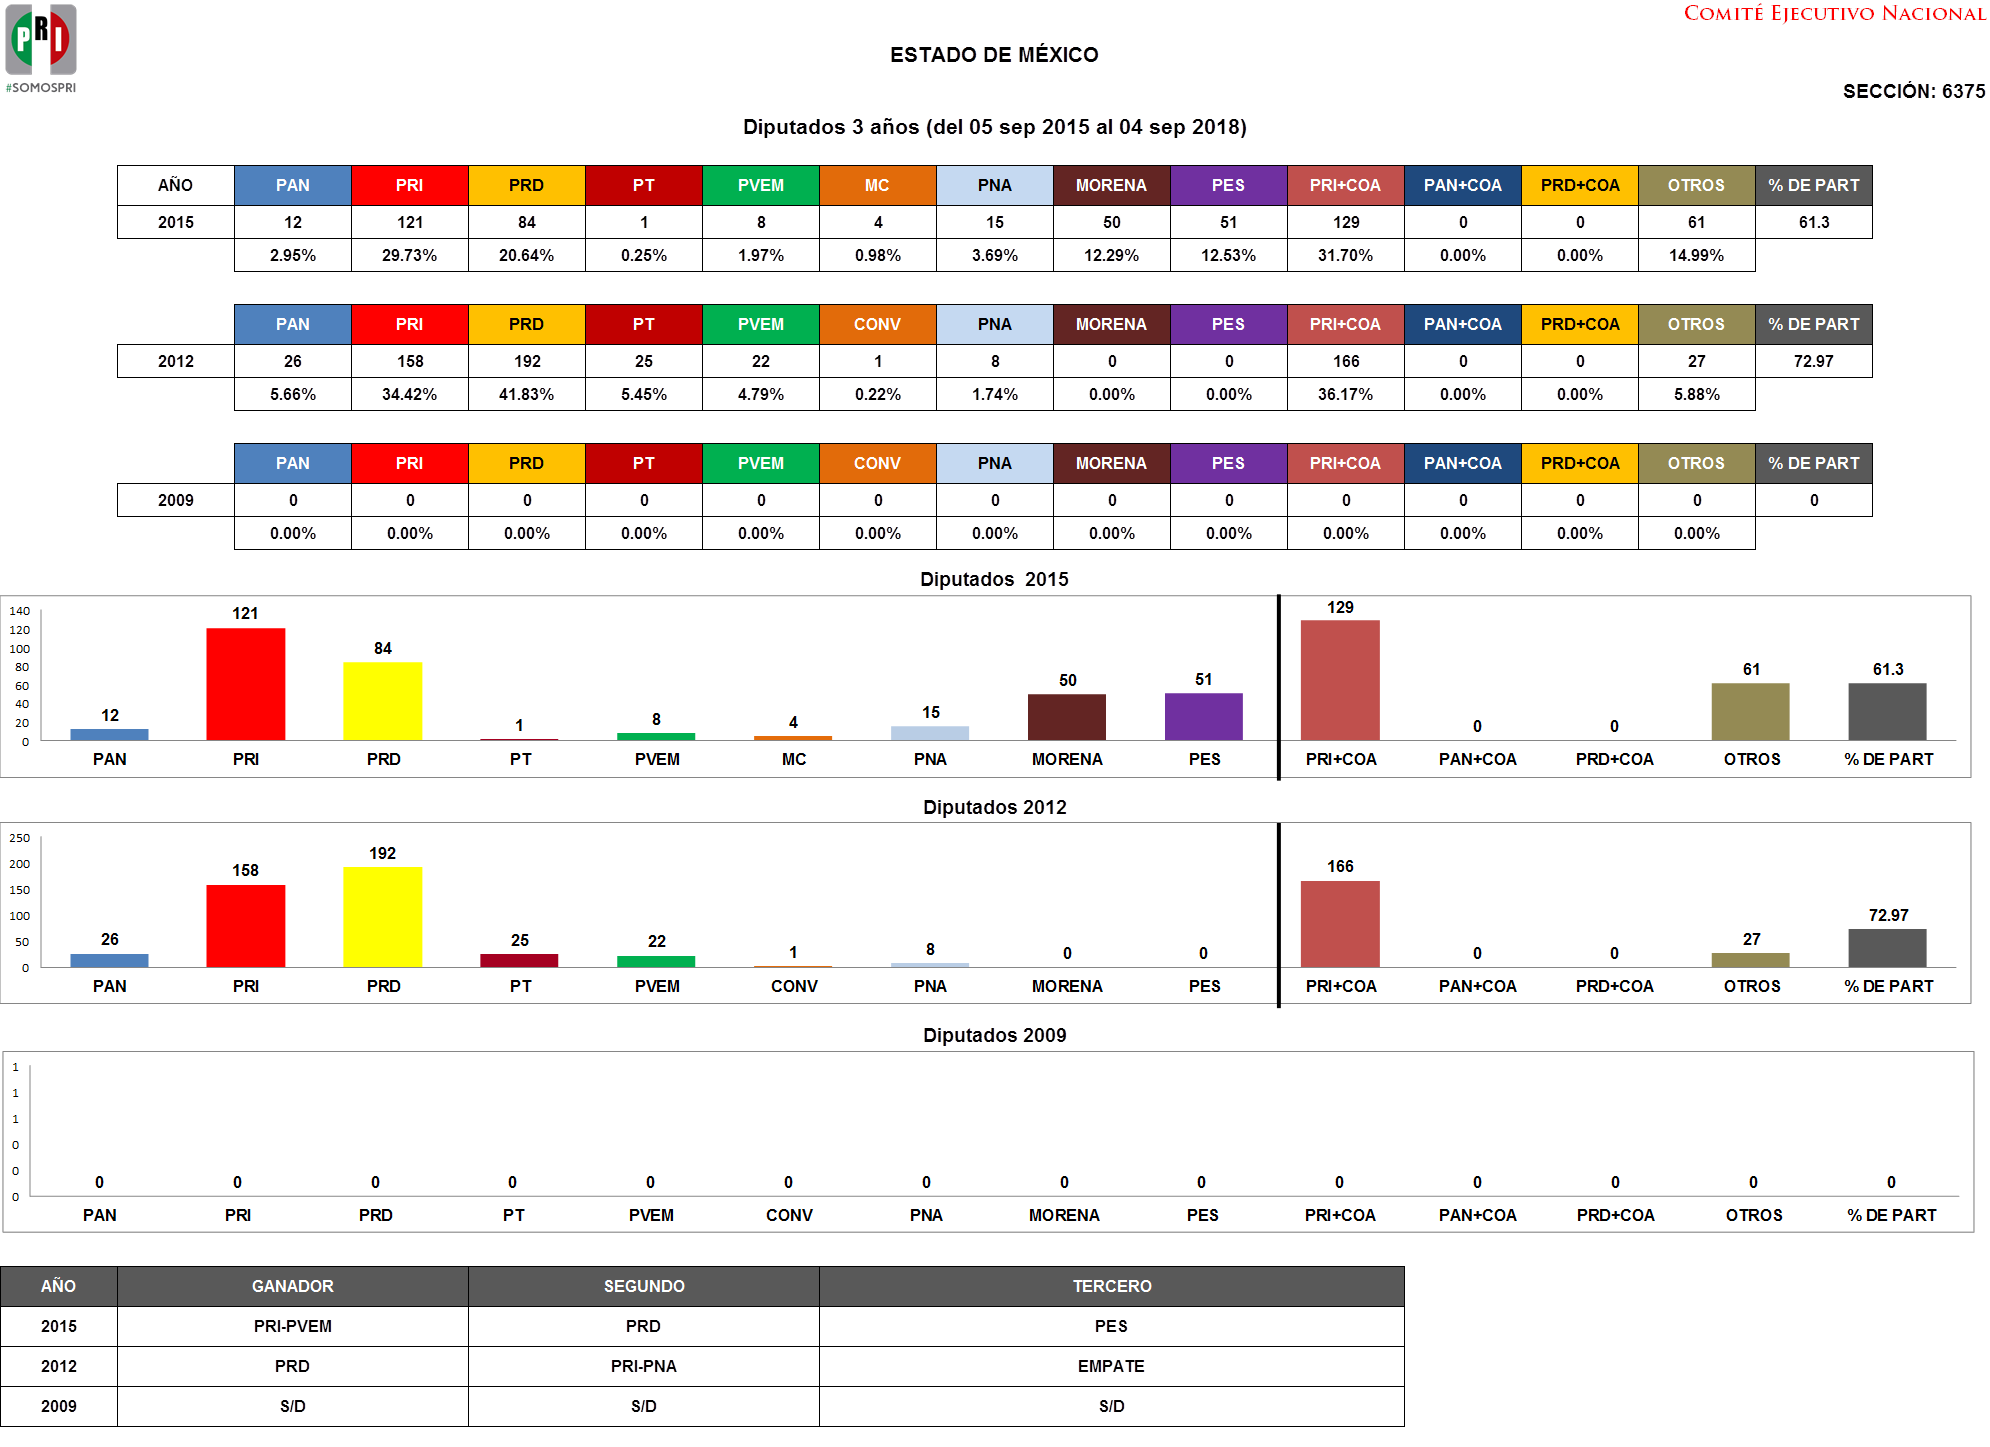 PRI
#SOMOSPRI
COMITÉ EJECUTIVO NACIONAL
ESTADO DE MÉXICO
SECCIÓN: 6375
Diputados 3 años (del 05 sep 2015 al 04 sep 2018)
AÑO PAN PRI PRD PT PVEM MC PNA MORENA PES PRI+COA PAN+COA PRD+COA OTROS % DE PART
2015 12 121 84 1 8 4 15 50 51 129 0 0 61 61.3
2.95% 29.73% 20.64% 0.25% 1.97% 0.98% 3.69% 12.29% 12.53% 31.70% 0.00% 0.00% 14.99%
PAN PRI PRD PT PVEM CONV PNA MORENA PES PRI+COA PAN+COA PRD+COA OTROS % DE PART
2012 26 158 192 25 22 1 8 0 0 166 0 0 27 72.97
5.66% 34.42% 41.83% 5.45% 4.79% 0.22% 1.74% 0.00% 0.00% 36.17% 0.00% 0.00% 5.88%
PAN PRI PRD PT PVEM CONV PNA MORENA PES PRI+COA PAN+COA PRD+COA OTROS % DE PART
2009 0 0 0 0 0 0 0 0 0 0 0 0 0 0
0.00% 0.00% 0.00% 0.00% 0.00% 0.00% 0.00% 0.00% 0.00% 0.00% 0.00% 0.00% 0.00%
Diputados 2015
140
120
100
80
60
40
20
0
12 121 84 1 8 4 15 50 51 129 0 0 61 61.3
PAN PRI PRD PT PVEM MC PNA MORENA PES PRI+COA PAN+COA PRD+COA OTROS % DE PART
Diputados 2012
250
200
150
100
50
0
26 158 192 25 22 1 8 0 0 166 0 0 27 72.97
PAN PRI PRD PT PVEM CONV PNA MORENA PES PRI+COA PAN+COA PRD+COA OTROS % DE PART
Diputados 2009
1
1
1
0
0
0
0 0 0 0 0 0 0 0 0 0 0 0 0 0
PAN PRI PRD PT PVEM CONV PNA MORENA PES PRI+COA PAN+COA PRD+COA OTROS % DE PART
AÑO GANADOR SEGUNDO TERCERO
2015 PRI-PVEM PRD PES
2012 PRD PRI-PNA EMPATE
2009 S/D S/D S/D